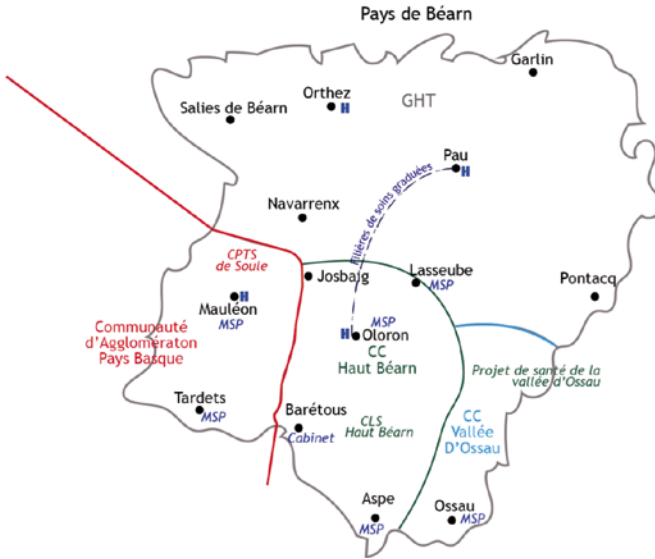 Pays de Béarn
Garlin
Orthez
H
GHT
Salies de Béarn
Pau
H
Filières de soins graduées
Navarrenx
CPTS
de Soule
Josbaig
Lasseube
MSP
Pontacq
H
Mauléon
MSP
MSP
H
Oloron
Communauté
d'Agglomératon
Pays Basque
CC
Haut Béarn
Projet de santé de la
vallée d'Ossau
Tardets
MSP
Barétous
Cabinet
CLS
Haut Béarn
CC
Vallée
D'Ossau
Aspe
MSP
Ossau
MSP